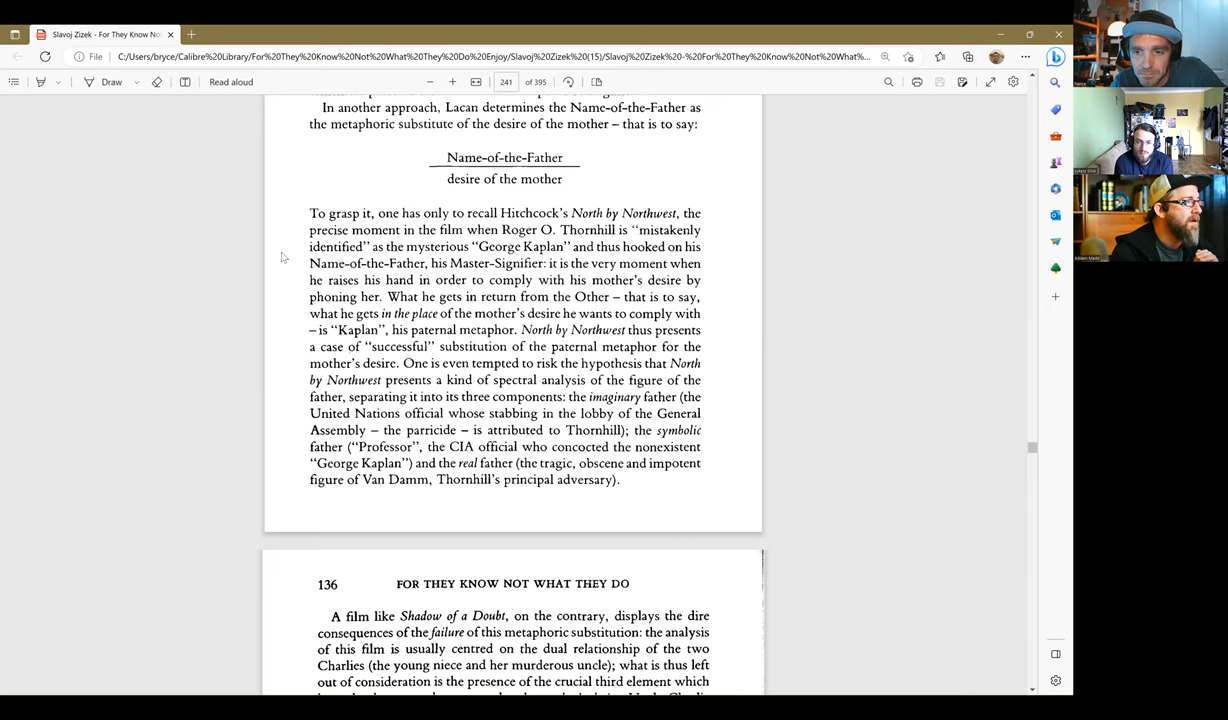 Slavoj Zizek - For They Know Not
File
C:/Users/bryce/Calibre%20Library/For%20They%20Know%20Not%20What%20They%20Do%20Enjoy/Slavoj%20Zizek%20(15)/Slavoj%20Zizek%20-%20For%20They%20Know%20Not%20What%...
Draw
Read aloud
241
of 395
In another approach, Lacan determines the Name-of-the-Father as
the metaphoric substitute of the desire of the mother – that is to say:
Name-of-the-Father
desire of the mother
To grasp it, one has only to recall Hitchcock's North by Northwest, the
precise moment in the film when Roger O. Thornhill is "mistakenly
identified" as the mysterious "George Kaplan" and thus hooked on his
Name-of-the-Father, his Master-Signifier: it is the very moment when
he raises his hand in order to comply with his mother's desire by
phoning her. What he gets in return from the Other – that is to say,
what he gets in the place of the mother's desire he wants to comply with
– is "Kaplan", his paternal metaphor. North by Northwest thus presents
a case of "successful" substitution of the paternal metaphor for the
mother's desire. One is even tempted to risk the hypothesis that North
by Northwest presents a kind of spectral analysis of the figure of the
father, separating it into its three components: the imaginary father (the
United Nations official whose stabbing in the lobby of the General
Assembly – the parricide – is attributed to Thornhill); the symbolic
father ("Professor", the CIA official who concocted the nonexistent
"George Kaplan") and the real father (the tragic, obscene and impotent
figure of Van Damm, Thornhill's principal adversary).
136
FOR THEY KNOW NOT WHAT THEY DO
A film like Shadow of a Doubt, on the contrary, displays the dire
consequences of the failure of this metaphoric substitution: the analysis
of this film is usually centred on the dual relationship of the two
Charlies (the young niece and her murderous uncle); what is thus left
out of consideration is the presence of the crucial third element which